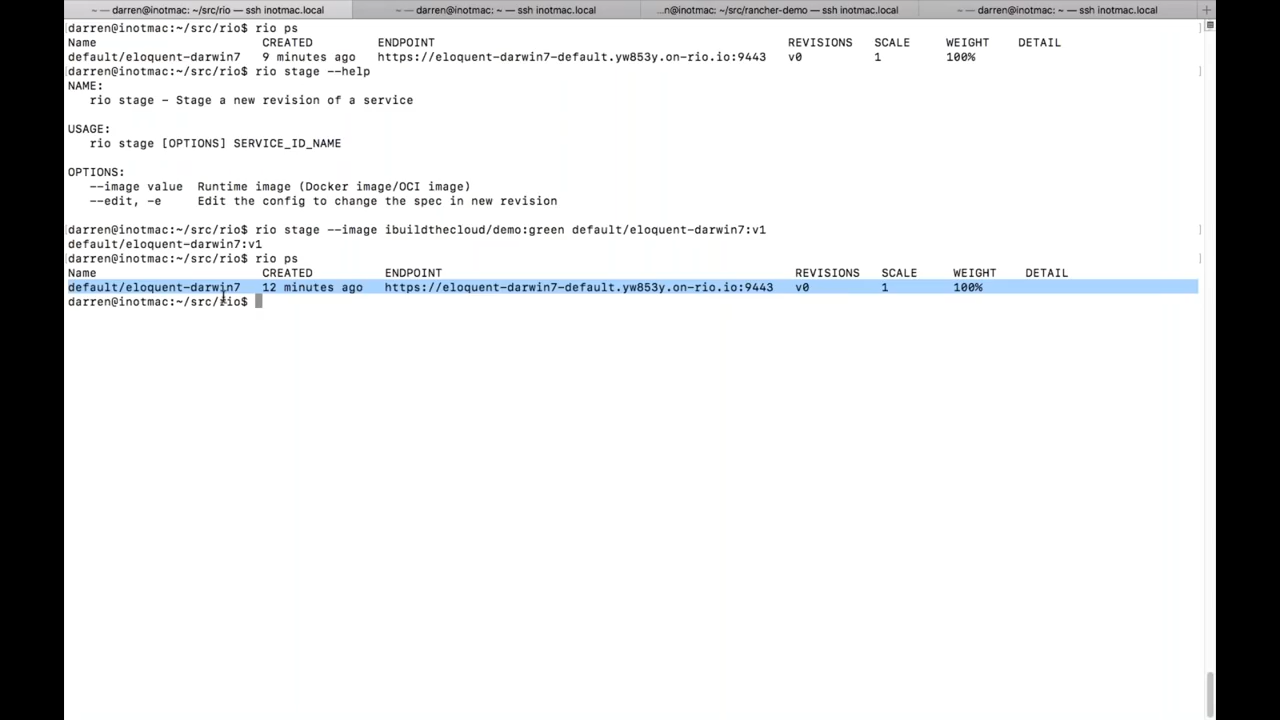 ~ — darren@inotmac: ~/src/rio — ssh inotmac.local
~ — darren@inotmac: ~ — ssh inotmac.local
...n@inotmac: ~/src/rancher-demo — ssh inotmac.local
~ — darren@inotmac: ~ — ssh inotmac.local
darren@inotmac:~/src/rio$ rio ps
Name CREATED ENDPOINT REVISIONS SCALE WEIGHT DETAIL
default/eloquent-darwin7 9 minutes ago https://eloquent-darwin7-default.yw853y.on-rio.io:9443 v0 1 100%
darren@inotmac:~/src/rio$ rio stage --help
NAME:
rio stage - Stage a new revision of a service
USAGE:
rio stage [OPTIONS] SERVICE_ID_NAME
OPTIONS:
--image value Runtime image (Docker image/OCI image)
--edit, -e Edit the config to change the spec in new revision
darren@inotmac:~/src/rio$ rio stage --image ibuildthecloud/demo:green default/eloquent-darwin7:v1
default/eloquent-darwin7:v1
darren@inotmac:~/src/rio$ rio ps
Name CREATED ENDPOINT REVISIONS SCALE WEIGHT DETAIL
default/eloquent-darwin7 12 minutes ago https://eloquent-darwin7-default.yw853y.on-rio.io:9443 v0 1 100%
darren@inotmac:~/src/rio$